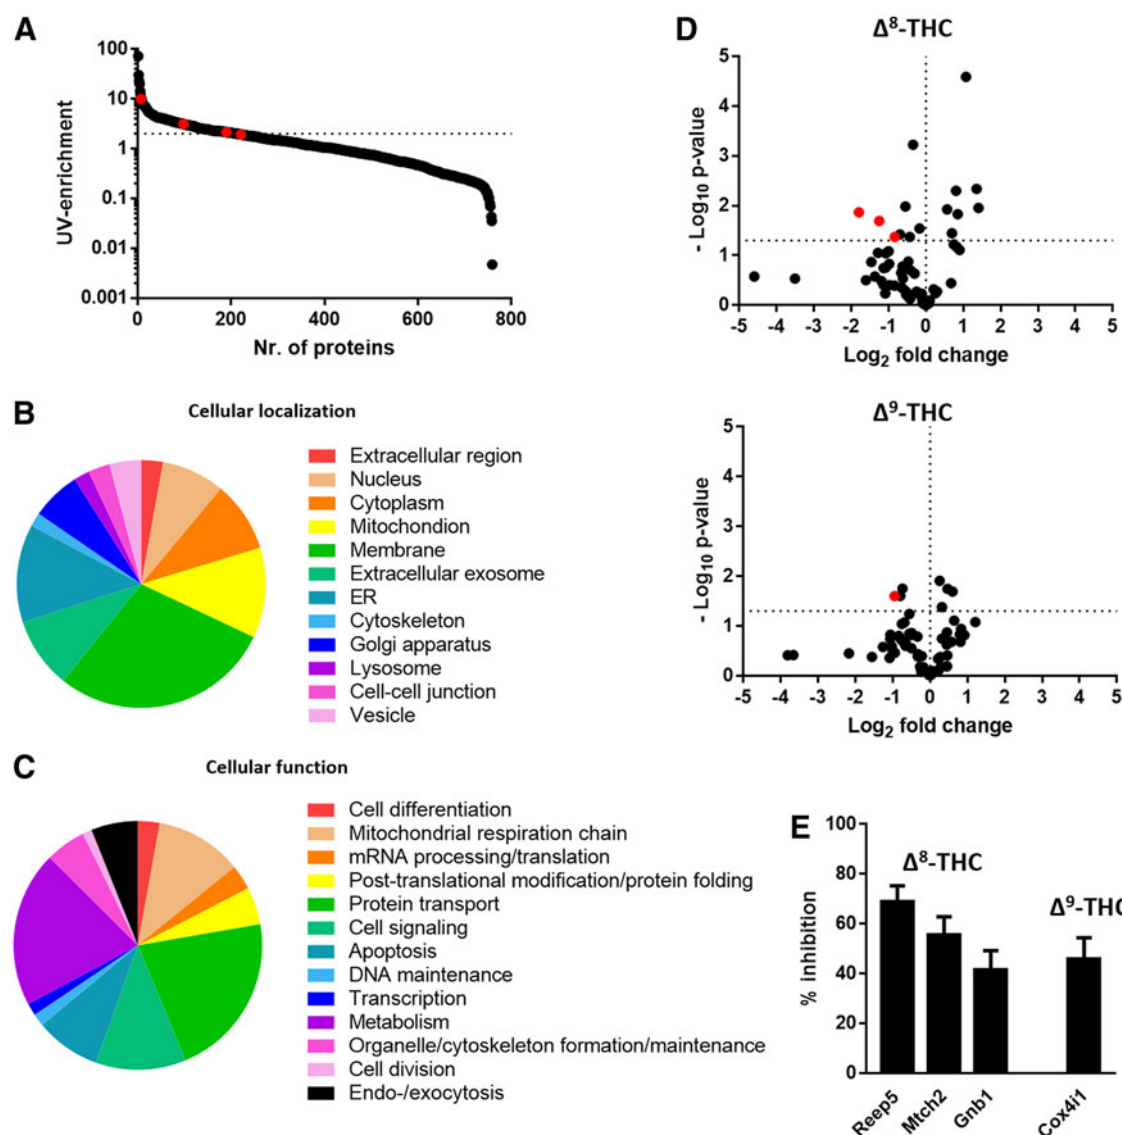 A
100
10
1
0.1
0.01
0.001
UV-enrichment
0 200 400 600 800
Nr. of proteins
B
Cellular localization
Extracellular region
Nucleus
Cytoplasm
Mitochondion
Membrane
Extracellular exosome
ER
Cytoskeleton
Golgi apparatus
Lysosome
Cell-cell junction
Vesicle
C
Cellular function
Cell differentiation
Mitochondrial respiration chain
mRNA processing/translation
Post-translational modification/protein folding
Protein transport
Cell signaling
Apoptosis
DNA maintenance
Transcription
Metabolism
Organelle/cytoskeleton formation/maintenance
Cell division
Endo-/exocytosis
D
Δ⁸-THC
5
4
3
2
1
0
- Log₁₀ p-value
-5 -4 -3 -2 -1 0 1 2 3 4 5
Log₂ fold change
Δ⁹-THC
5
4
3
2
1
0
- Log₁₀ p-value
-5 -4 -3 -2 -1 0 1 2 3 4 5
Log₂ fold change
E
100
80
60
40
20
0
% inhibition
Δ⁸-THC
Δ⁹-THC
Reep5
Mtch2
Gnb1
Cox4i1